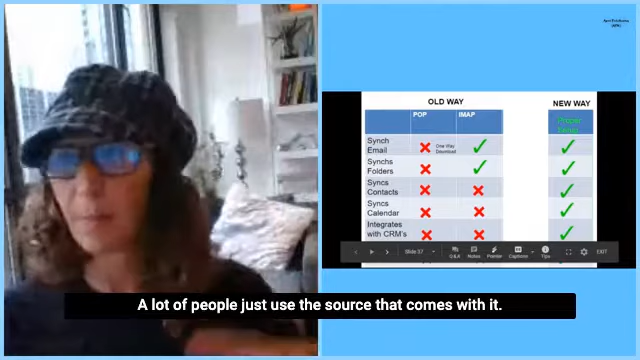 OLD WAY
NEW WAY
POP
IMAP
Synch
Email
One Way
Download
Synchs
Folders
Syncs
Contacts
Syncs
Calendar
Integrates
with CRM's
Slide 37
Q&A
Notes
Pointer
Captions
Tips
EXIT
A lot of people just use the source that comes with it.